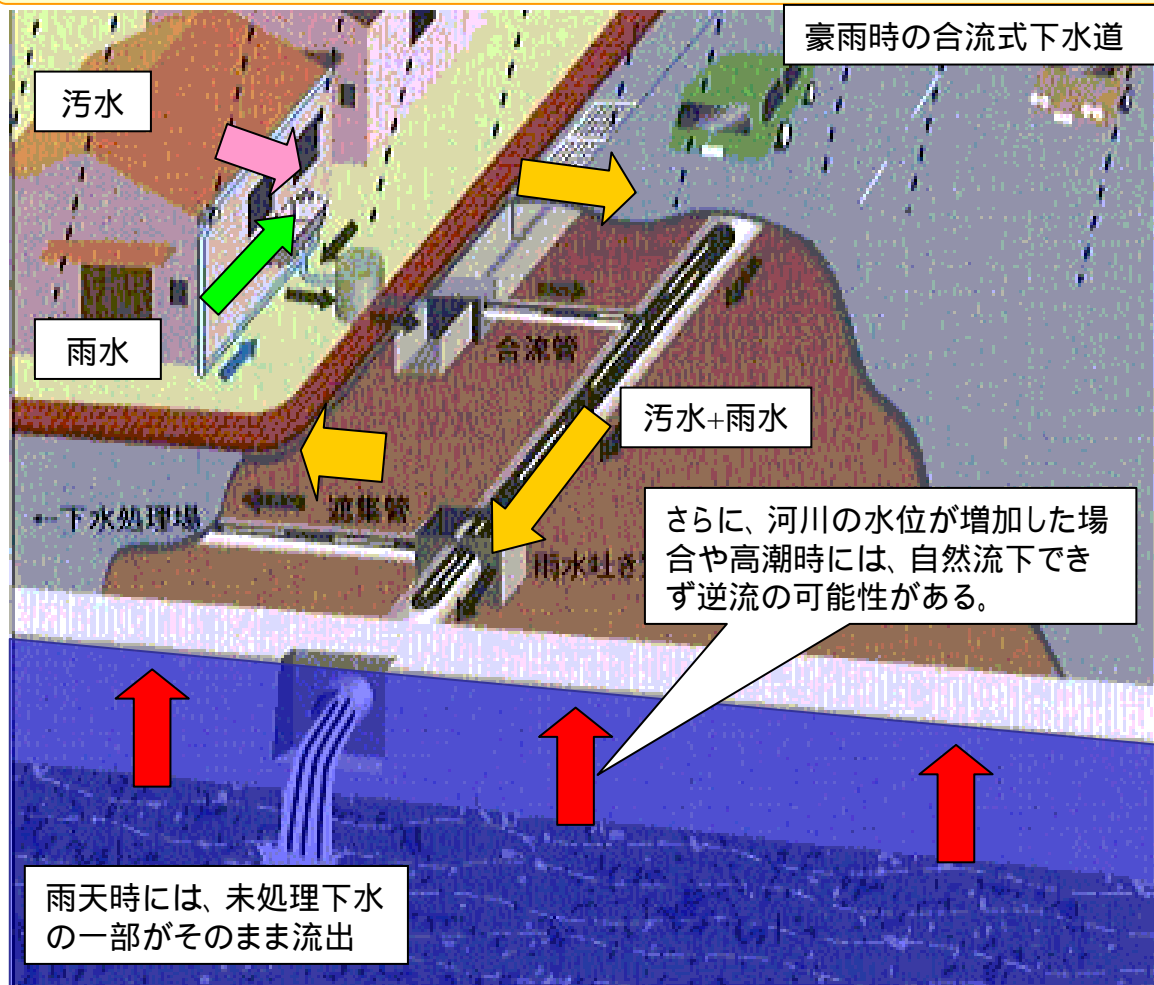 豪雨時の合流式下水道
汚水
雨水
合流管
汚水+雨水
遮集管
←下水処理場
雨水吐き
さらに、河川の水位が増加した場
合や高潮時には、自然流下でき
ず逆流の可能性がある。
雨天時には、未処理下水
の一部がそのまま流出